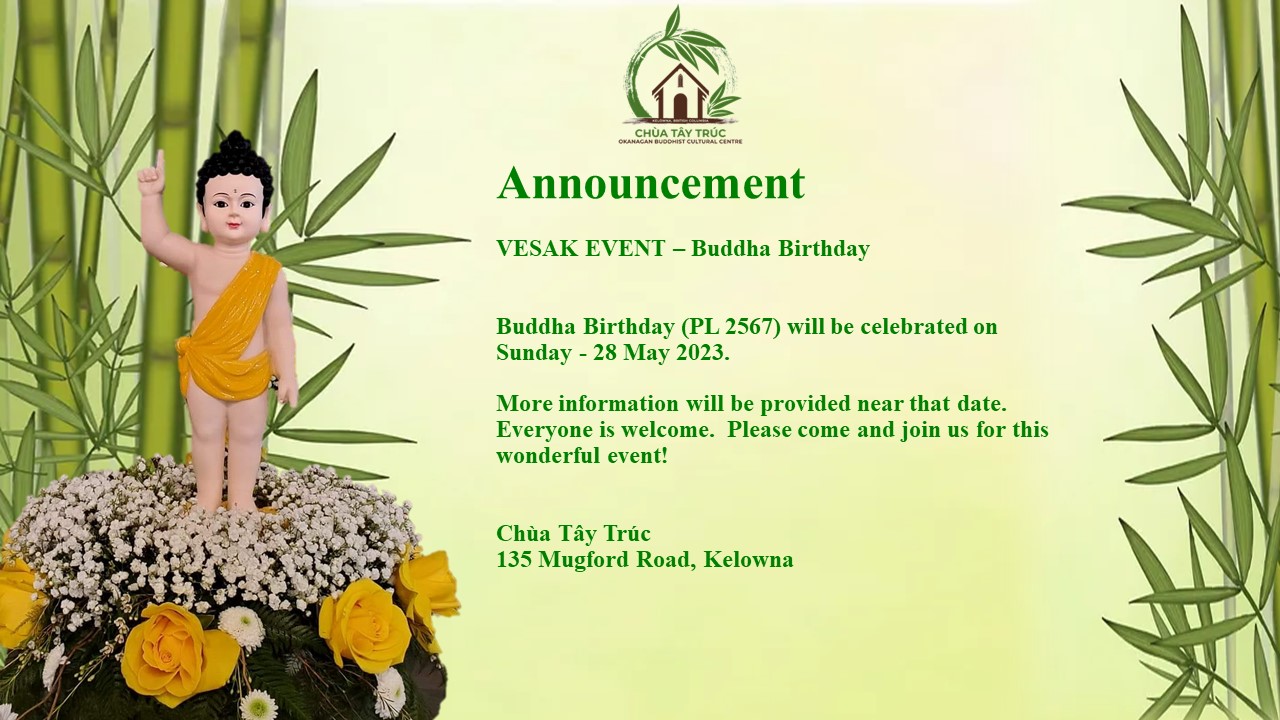 KELOWNA, BRITISH COLUMBIA
CHÙA TÂY TRÚC
OKANAGAN BUDDHIST CULTURAL CENTRE
Announcement
VESAK EVENT – Buddha Birthday
Buddha Birthday (PL 2567) will be celebrated on
Sunday - 28 May 2023.
More information will be provided near that date.
Everyone is welcome.  Please come and join us for this
wonderful event!
Chùa Tây Trúc
135 Mugford Road, Kelowna